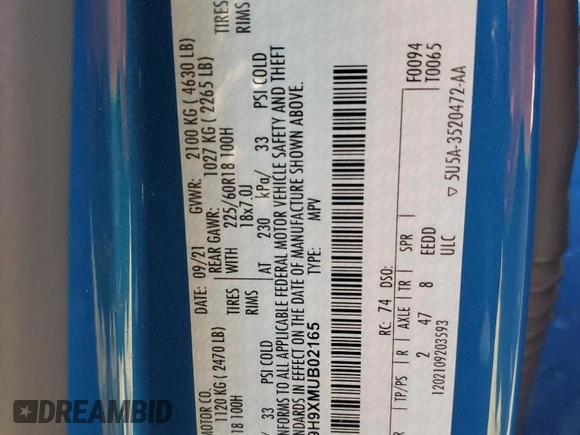 MOTOR CO. DATE: 09/21 GVWR: 2100 KG ( 4630 LB)
1120 KG ( 2470 LB) REAR GAWR: 1027 KG ( 2265 LB)
18 100H TIRES WITH 225/60R18 100H TIRES
RIMS 18x7.0J RIMS
/ 33 PSI COLD AT 230 kPa/ 33 PSI COLD
NFORMS TO ALL APPLICABLE FEDERAL MOTOR VEHICLE SAFETY AND THEFT
TANDARDS IN EFFECT ON THE DATE OF MANUFACTURE SHOWN ABOVE.
9H9XMUB02165 TYPE: MPV
F0094
RC: 74 DSO: T0065
TP/PS R AXLE TR SPR
2 47 8 EEDD
ULC ▽ 5U5A-3520472-AA
1202109203593
DREAMBID